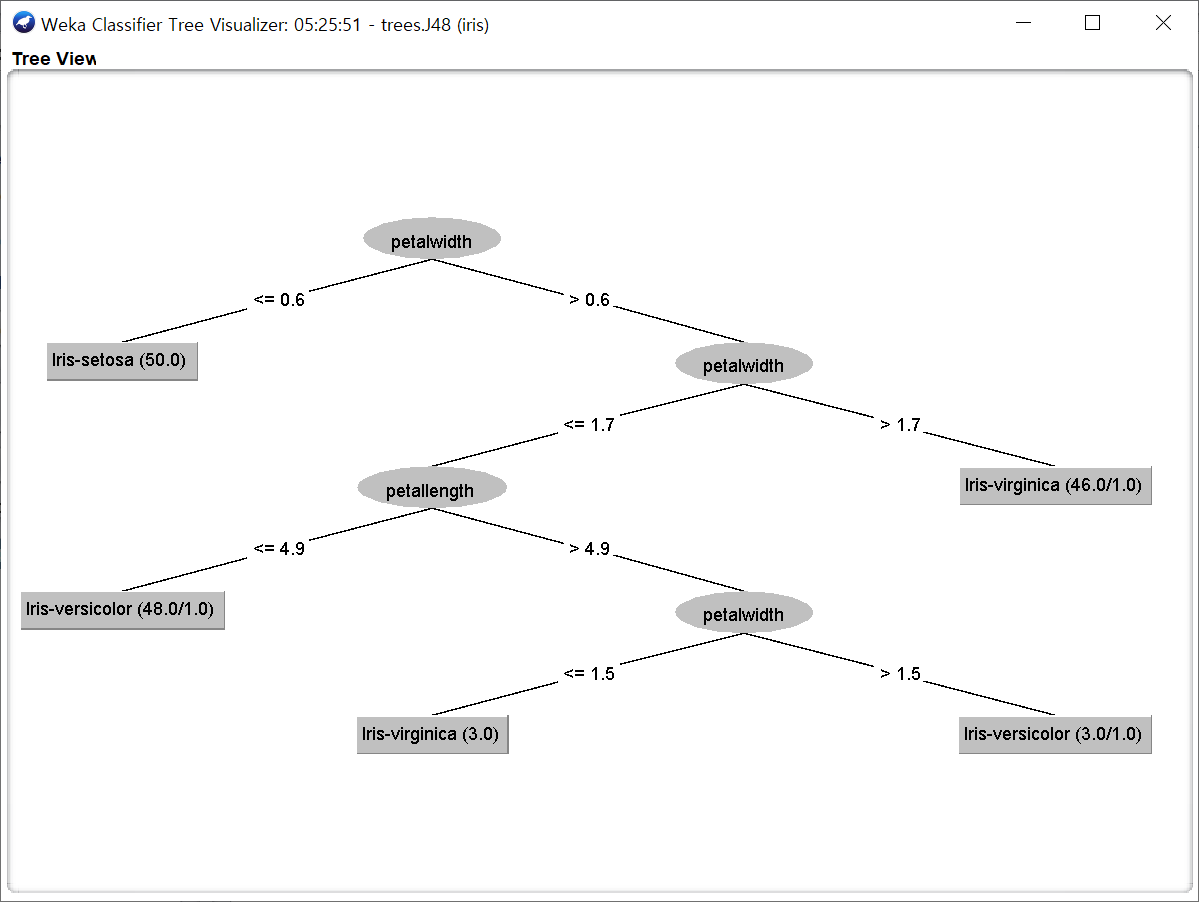 Weka Classifier Tree Visualizer: 05:25:51 - trees.J48 (iris)
Tree View
petalwidth
<= 0.6
> 0.6
Iris-setosa (50.0)
petalwidth
<= 1.7
> 1.7
petallength
Iris-virginica (46.0/1.0)
<= 4.9
> 4.9
Iris-versicolor (48.0/1.0)
petalwidth
<= 1.5
> 1.5
Iris-virginica (3.0)
Iris-versicolor (3.0/1.0)